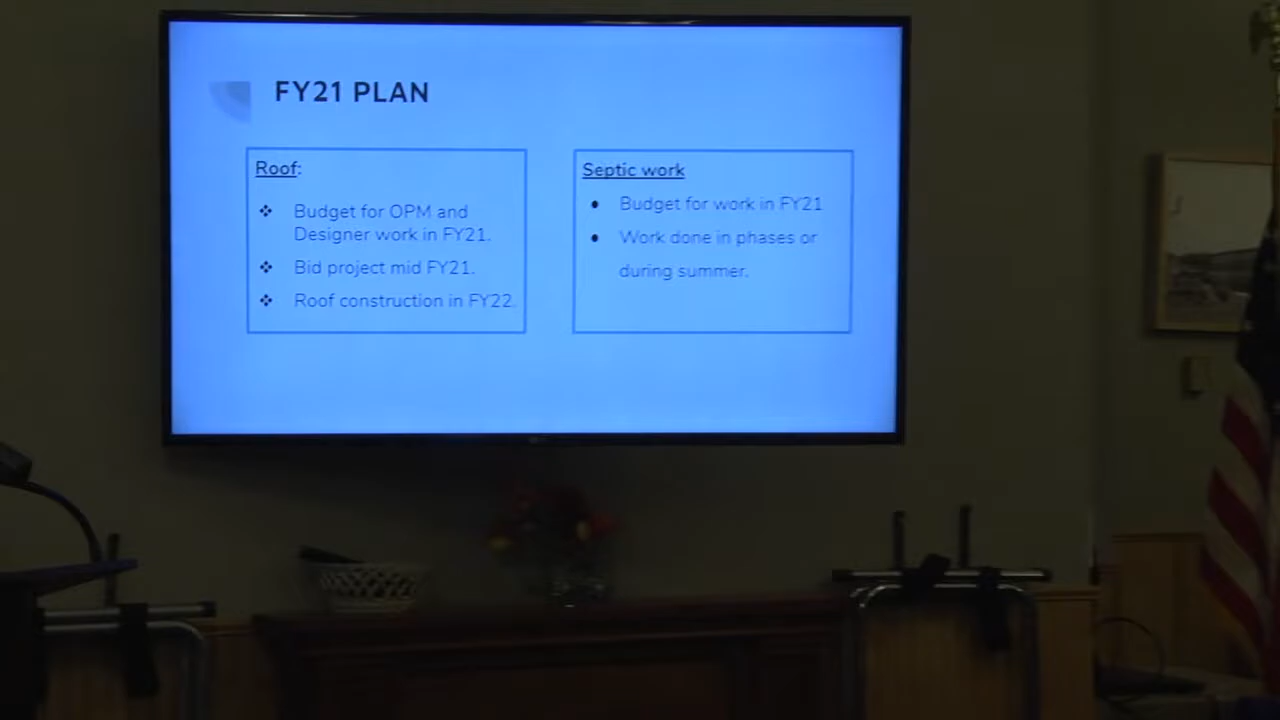 FY21 PLAN
Roof:
❖ Budget for OPM and
Designer work in FY21.
❖ Bid project mid FY21.
❖ Roof construction in FY22.
Septic work
● Budget for work in FY21
● Work done in phases or
during summer.